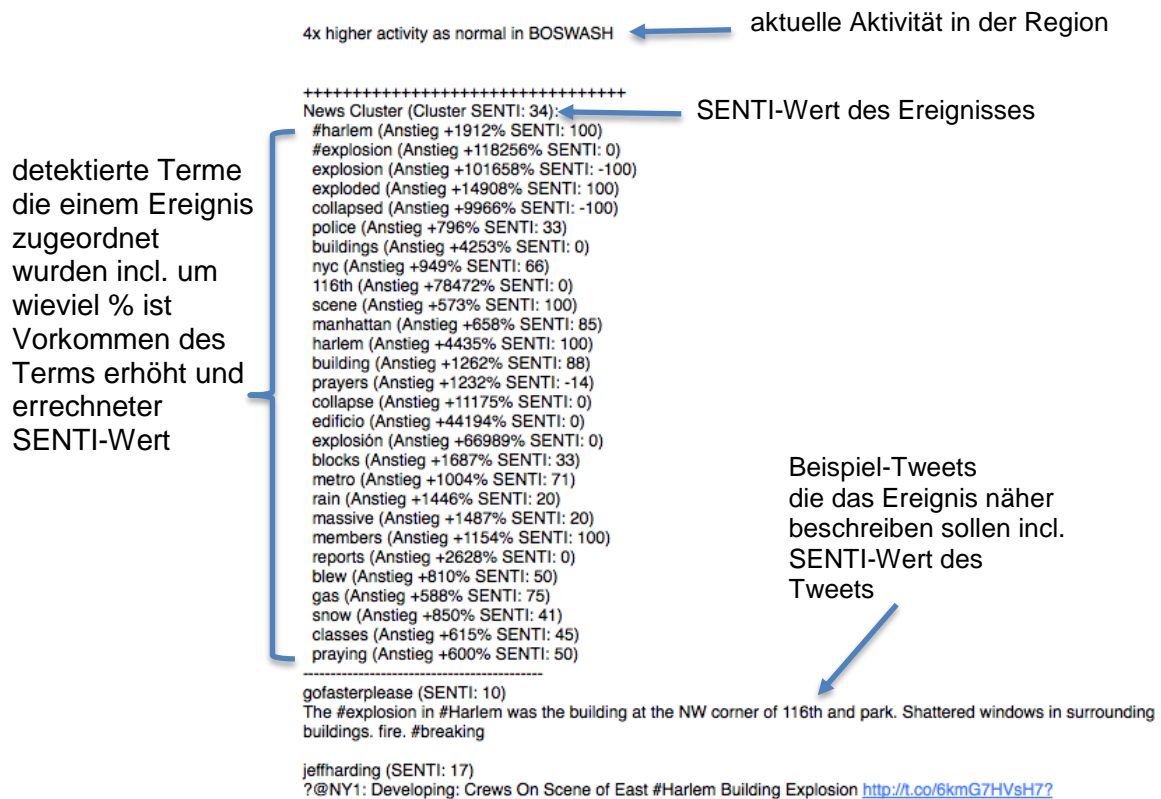 4x higher activity as normal in BOSWASH
aktuelle Aktivität in der Region
++++++++++++++++++++++++++++++++++
News Cluster (Cluster SENTI: 34):
SENTI-Wert des Ereignisses
#harlem (Anstieg +1912% SENTI: 100)
#explosion (Anstieg +118256% SENTI: 0)
explosion (Anstieg +101658% SENTI: -100)
exploded (Anstieg +14908% SENTI: 100)
collapsed (Anstieg +9966% SENTI: -100)
police (Anstieg +796% SENTI: 33)
buildings (Anstieg +4253% SENTI: 0)
nyc (Anstieg +949% SENTI: 66)
116th (Anstieg +78472% SENTI: 0)
scene (Anstieg +573% SENTI: 100)
manhattan (Anstieg +658% SENTI: 85)
harlem (Anstieg +4435% SENTI: 100)
building (Anstieg +1262% SENTI: 88)
prayers (Anstieg +1232% SENTI: -14)
collapse (Anstieg +11175% SENTI: 0)
edificio (Anstieg +44194% SENTI: 0)
explosión (Anstieg +66989% SENTI: 0)
blocks (Anstieg +1687% SENTI: 33)
metro (Anstieg +1004% SENTI: 71)
rain (Anstieg +1446% SENTI: 20)
massive (Anstieg +1487% SENTI: 20)
members (Anstieg +1154% SENTI: 100)
reports (Anstieg +2628% SENTI: 0)
blew (Anstieg +810% SENTI: 50)
gas (Anstieg +588% SENTI: 75)
snow (Anstieg +850% SENTI: 41)
classes (Anstieg +615% SENTI: 45)
praying (Anstieg +600% SENTI: 50)
detektierte Terme
die einem Ereignis
zugeordnet
wurden incl. um
wieviel % ist
Vorkommen des
Terms erhöht und
errechneter
SENTI-Wert
Beispiel-Tweets
die das Ereignis näher
beschreiben sollen incl.
SENTI-Wert des
Tweets
--------------------------------------------
gofasterplease (SENTI: 10)
The #explosion in #Harlem was the building at the NW corner of 116th and park. Shattered windows in surrounding
buildings. fire. #breaking
jeffharding (SENTI: 17)
?@NY1: Developing: Crews On Scene of East #Harlem Building Explosion http://t.co/6kmG7HVsH7?